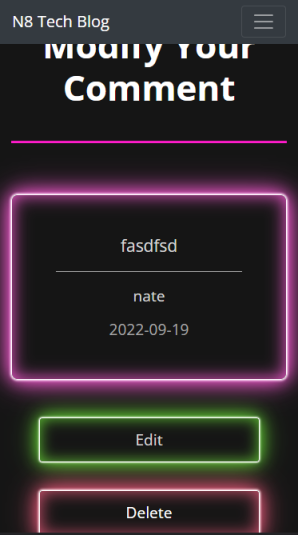 N8 Tech Blog
Modify Your
Comment
fasdfsd
nate
2022-09-19
Edit
Delete